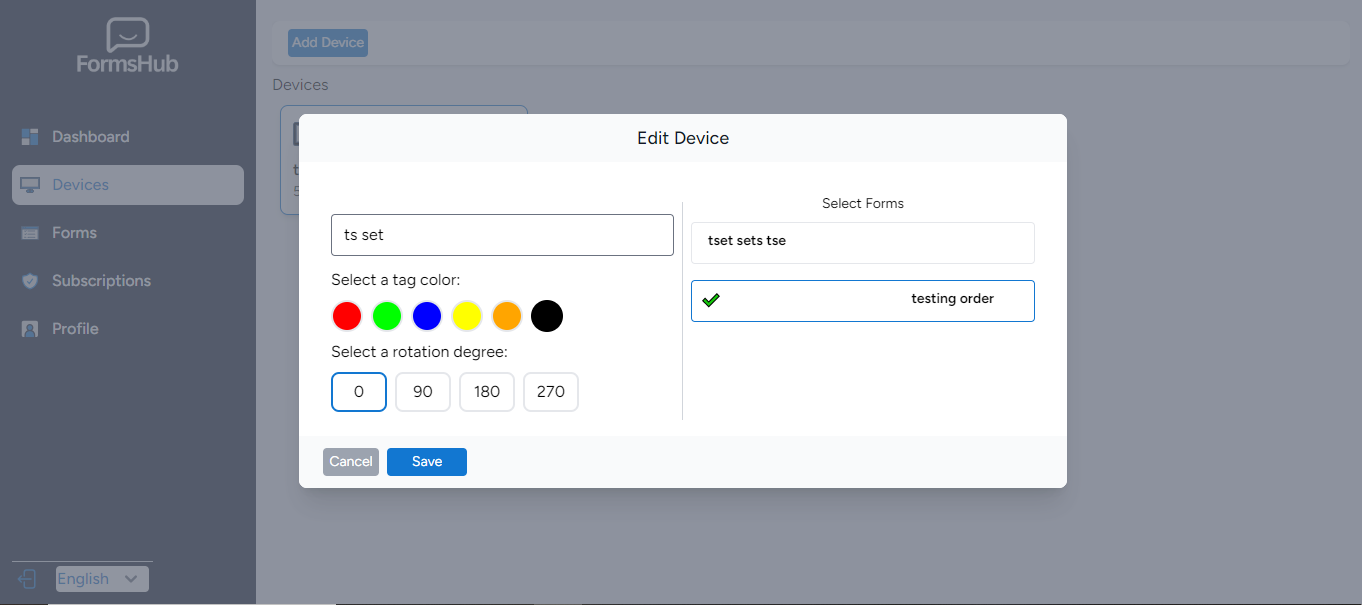 FormsHub
Dashboard
Devices
Forms
Subscriptions
Profile
English
Add Device
Devices
Edit Device
ts set
Select a tag color:
Select a rotation degree:
0 90 180 270
Select Forms
tset sets tse
testing order
Cancel Save